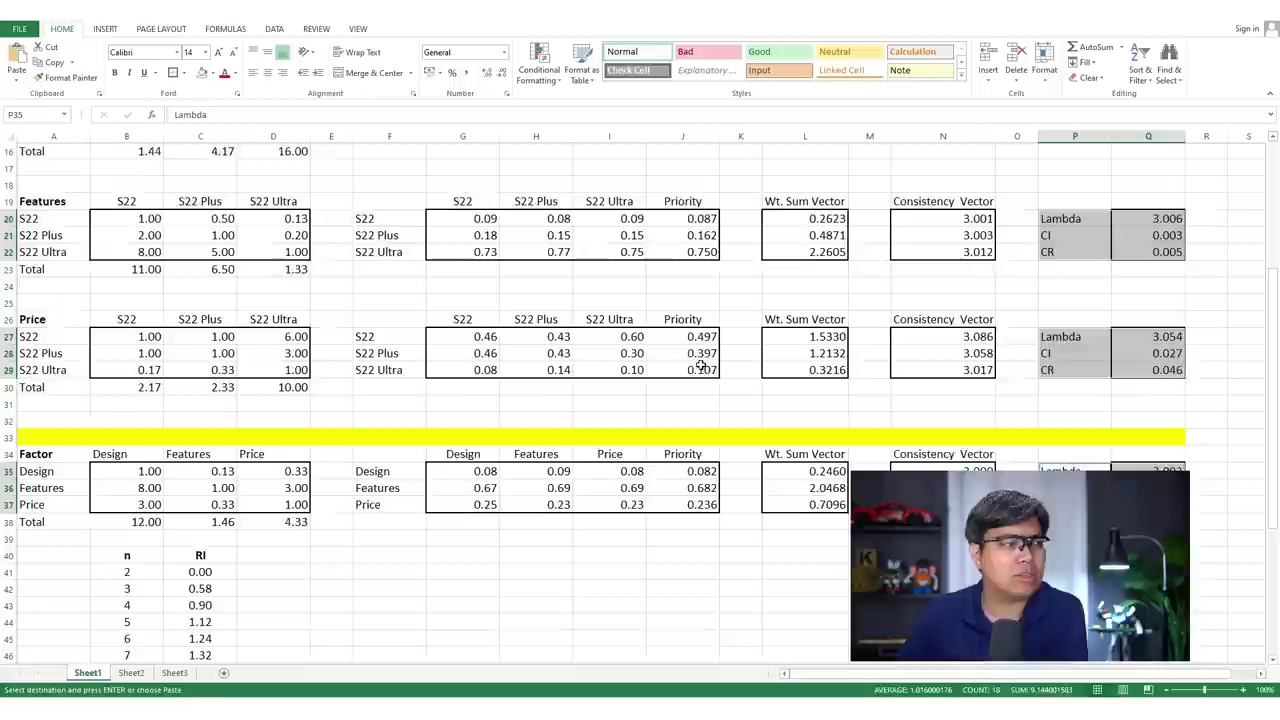 FILE HOME INSERT PAGE LAYOUT FORMULAS DATA REVIEW VIEW Sign in
Cut Calibri 14 Wrap Text General Normal Bad Good Neutral Calculation AutoSum
Copy Fill
Paste Format Painter Merge & Center Conditional Formatting Format as Table Check Cell Explanatory ... Input Linked Cell Note Insert Delete Format Clear Sort & Filter Find & Select
Clipboard Font Alignment Number Styles Cells Editing
P35 Lambda
A B C D E F G H I J K L M N O P Q R S
16 Total 1.44 4.17 16.00
17
18
19 Features S22 S22 Plus S22 Ultra S22 S22 Plus S22 Ultra Priority Wt. Sum Vector Consistency Vector
20 S22 1.00 0.50 0.13 S22 0.09 0.08 0.09 0.087 0.2623 3.001 Lambda 3.006
21 S22 Plus 2.00 1.00 0.20 S22 Plus 0.18 0.15 0.15 0.162 0.4871 3.003 CI 0.003
22 S22 Ultra 8.00 5.00 1.00 S22 Ultra 0.73 0.77 0.75 0.750 2.2605 3.012 CR 0.005
23 Total 11.00 6.50 1.33
24
25
26 Price S22 S22 Plus S22 Ultra S22 S22 Plus S22 Ultra Priority Wt. Sum Vector Consistency Vector
27 S22 1.00 1.00 6.00 S22 0.46 0.43 0.60 0.497 1.5330 3.086 Lambda 3.054
28 S22 Plus 1.00 1.00 3.00 S22 Plus 0.46 0.43 0.30 0.397 1.2132 3.058 CI 0.027
29 S22 Ultra 0.17 0.33 1.00 S22 Ultra 0.08 0.14 0.10 0.3216 3.017 CR 0.046
30 Total 2.17 2.33 10.00
31
32
33
34 Factor Design Features Price Design Features Price Priority Wt. Sum Vector Consistency Vector
35 Design 1.00 0.13 0.33 Design 0.08 0.09 0.08 0.082 0.2460 Lambda
36 Features 8.00 1.00 3.00 Features 0.67 0.69 0.69 0.682 2.0468
37 Price 3.00 0.33 1.00 Price 0.25 0.23 0.23 0.236 0.7096
38 Total 12.00 1.46 4.33
39
40 n RI
41 2 0.00
42 3 0.58
43 4 0.90
44 5 1.12
45 6 1.24
46 7 1.32
Sheet1 Sheet2 Sheet3
Select destination and press ENTER or choose Paste AVERAGE: 1.016000176 COUNT: 18 SUM: 9.144001583 100%